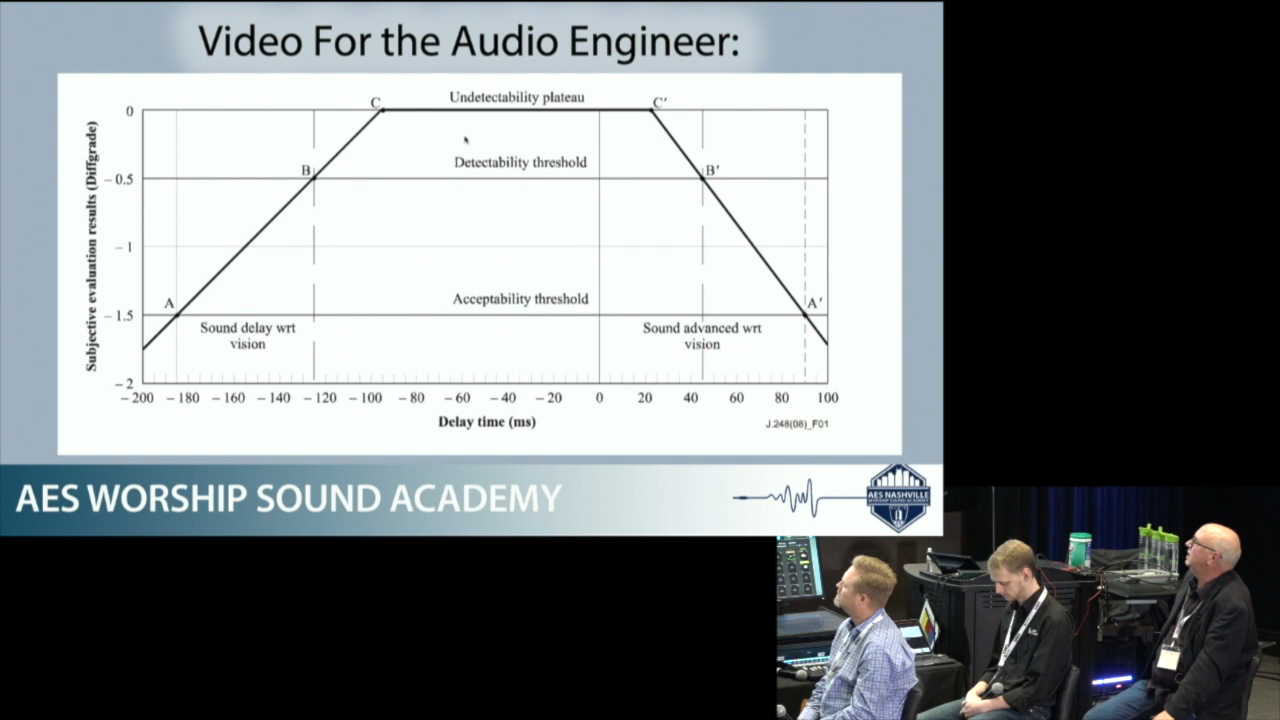 Video For the Audio Engineer:
C
Undetectability plateau
C′
0
Detectability threshold
B
B′
– 0.5
– 1
Acceptability threshold
A
A′
– 1.5
Sound delay wrt
vision
Sound advanced wrt
vision
– 2
Subjective evaluation results (Diffgrade)
– 200
– 180
– 160
– 140
– 120
– 100
– 80
– 60
– 40
– 20
0
20
40
60
80
100
Delay time (ms)
J.248(08)_F01
AES WORSHIP SOUND ACADEMY
AES NASHVILLE
WORSHIP SOUND ACADEMY